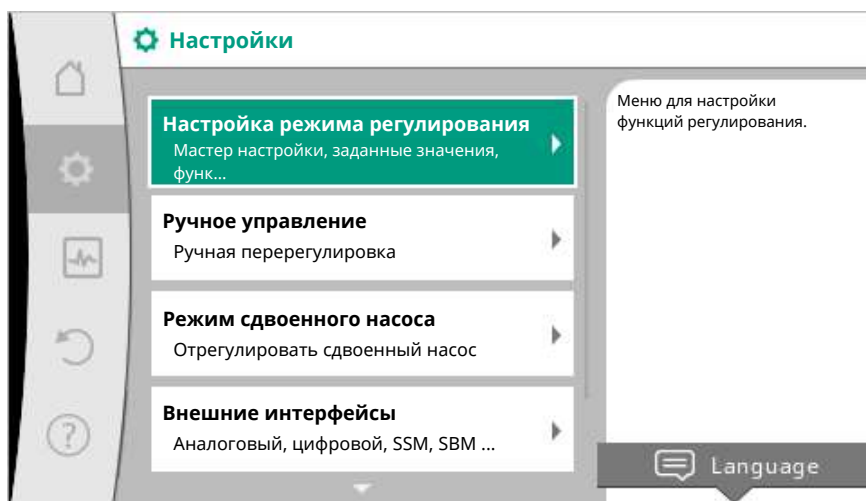 Настройки
Настройка режима регулирования
Мастер настройки, заданные значения,
функ...
Ручное управление
Ручная перерегулировка
Режим сдвоенного насоса
Отрегулировать сдвоенный насос
Внешние интерфейсы
Аналоговый, цифровой, SSM, SBM ...
Меню для настройки
функций регулирования.
Language